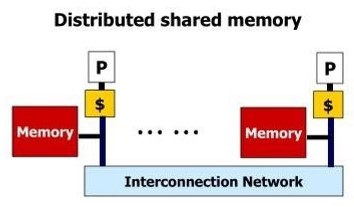 Distributed shared memory
P
P
$
$
Memory
... ...
Memory
Interconnection Network